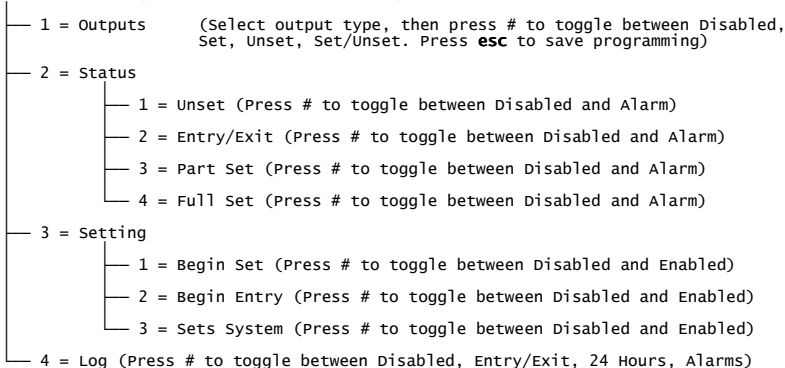 1 = Outputs (Select output type, then press # to toggle between Disabled,
Set, Unset, Set/Unset. Press esc to save programming)
2 = Status
1 = Unset (Press # to toggle between Disabled and Alarm)
2 = Entry/Exit (Press # to toggle between Disabled and Alarm)
3 = Part Set (Press # to toggle between Disabled and Alarm)
4 = Full Set (Press # to toggle between Disabled and Alarm)
3 = Setting
1 = Begin Set (Press # to toggle between Disabled and Enabled)
2 = Begin Entry (Press # to toggle between Disabled and Enabled)
3 = Sets System (Press # to toggle between Disabled and Enabled)
4 = Log (Press # to toggle between Disabled, Entry/Exit, 24 Hours, Alarms)